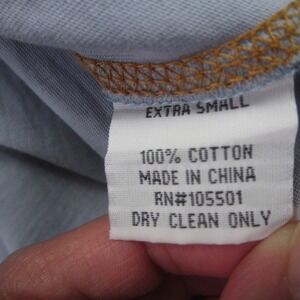 EXTRA SMALL
100% COTTON
MADE IN CHINA
RN#105501
DRY CLEAN ONLY